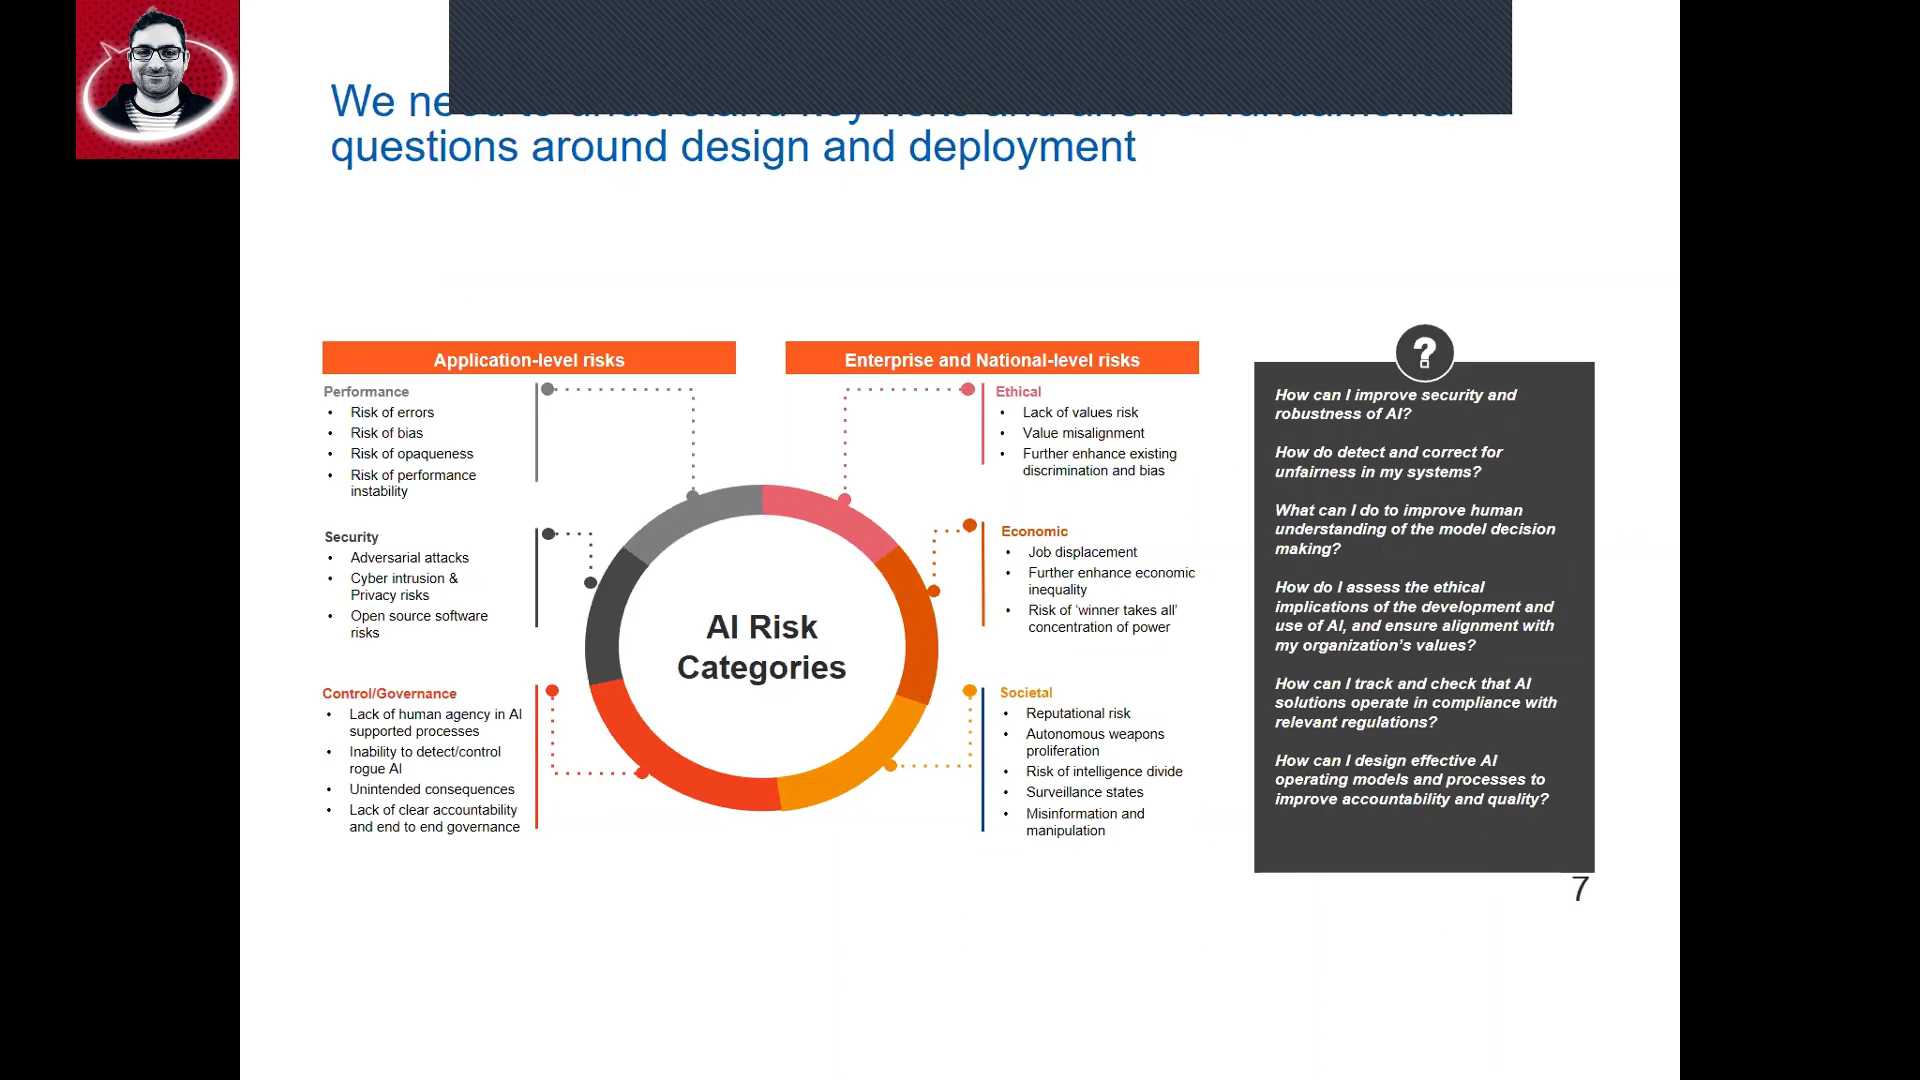 We need to understand key risks and answer fundamental
questions around design and deployment
Application-level risks
Performance
• Risk of errors
• Risk of bias
• Risk of opaqueness
• Risk of performance
instability
Security
• Adversarial attacks
• Cyber intrusion &
Privacy risks
• Open source software
risks
Control/Governance
• Lack of human agency in AI
supported processes
• Inability to detect/control
rogue AI
• Unintended consequences
• Lack of clear accountability
and end to end governance
AI Risk
Categories
Enterprise and National-level risks
Ethical
• Lack of values risk
• Value misalignment
• Further enhance existing
discrimination and bias
Economic
• Job displacement
• Further enhance economic
inequality
• Risk of ‘winner takes all’
concentration of power
Societal
• Reputational risk
• Autonomous weapons
proliferation
• Risk of intelligence divide
• Surveillance states
• Misinformation and
manipulation
?
How can I improve security and
robustness of AI?
How do detect and correct for
unfairness in my systems?
What can I do to improve human
understanding of the model decision
making?
How do I assess the ethical
implications of the development and
use of AI, and ensure alignment with
my organization’s values?
How can I track and check that AI
solutions operate in compliance with
relevant regulations?
How can I design effective AI
operating models and processes to
improve accountability and quality?
7